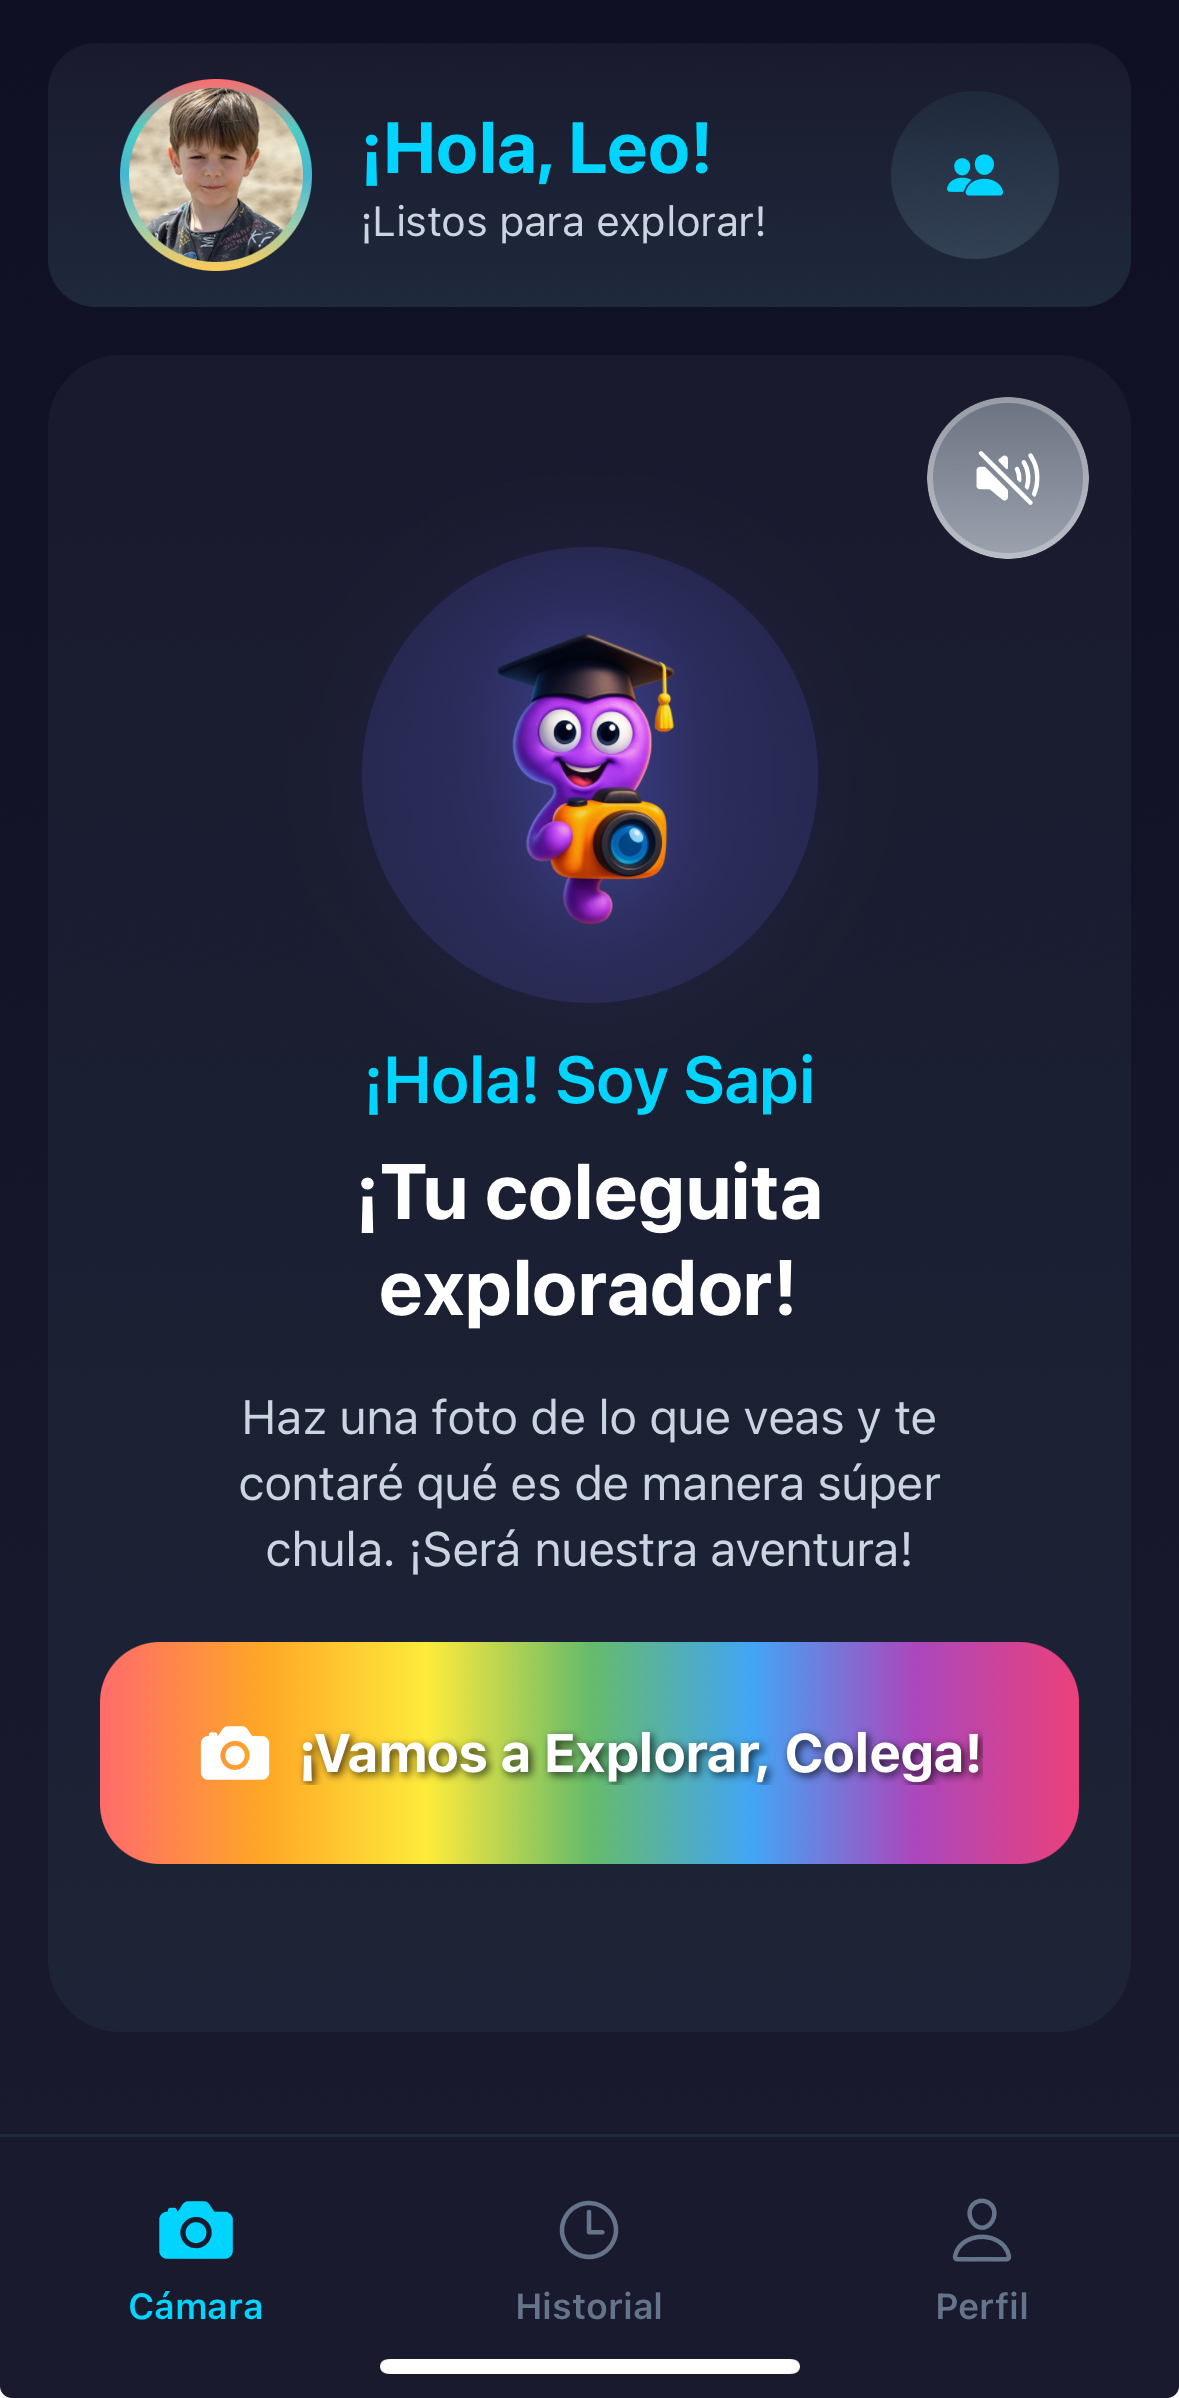 ¡Hola, Leo!
¡Listos para explorar!
¡Hola! Soy Sapi
¡Tu coleguita
explorador!
Haz una foto de lo que veas y te
contaré qué es de manera súper
chula. ¡Será nuestra aventura!
¡Vamos a Explorar, Colega!
Cámara
Historial
Perfil